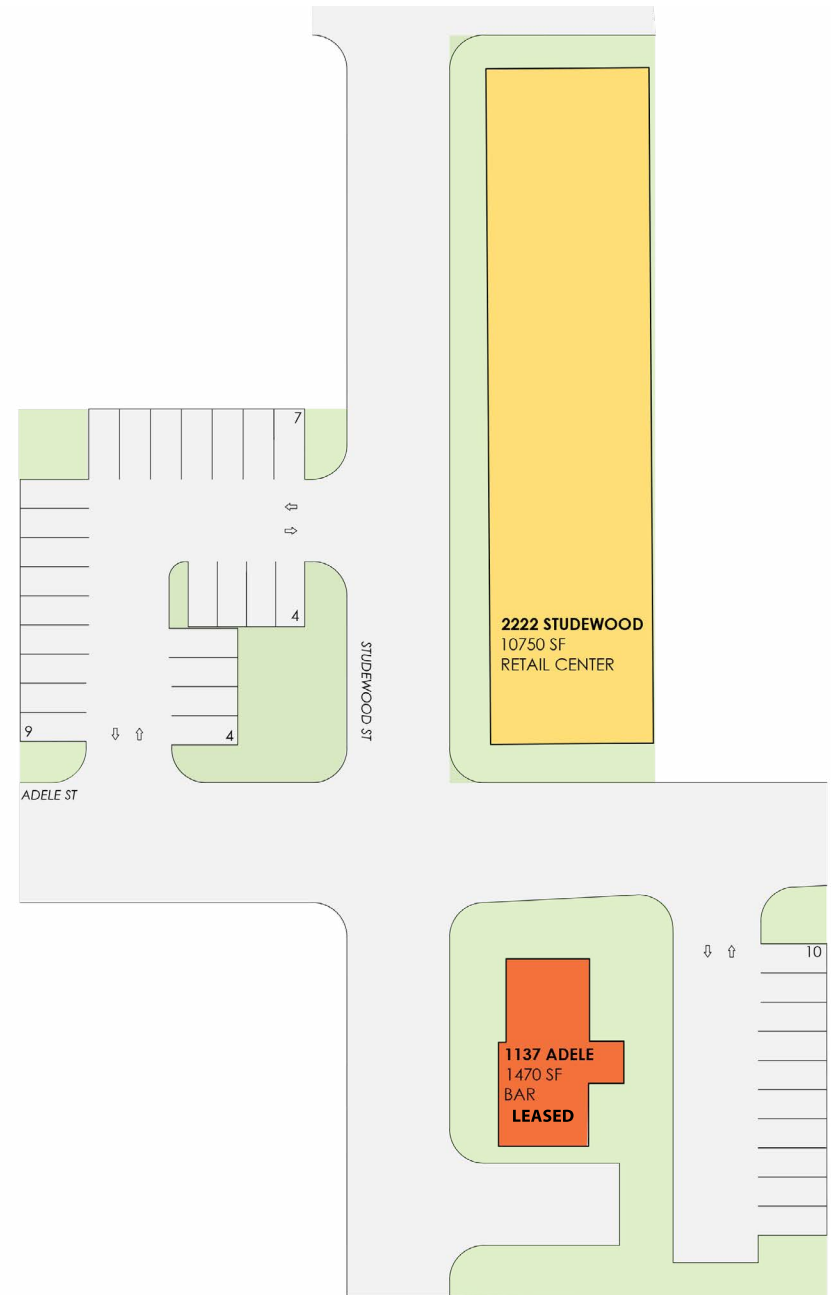 7
4
2222 STUDEWOOD
10750 SF
RETAIL CENTER
STUDEWOOD ST
9
4
ADELE ST
10
1137 ADELE
1470 SF
BAR
LEASED